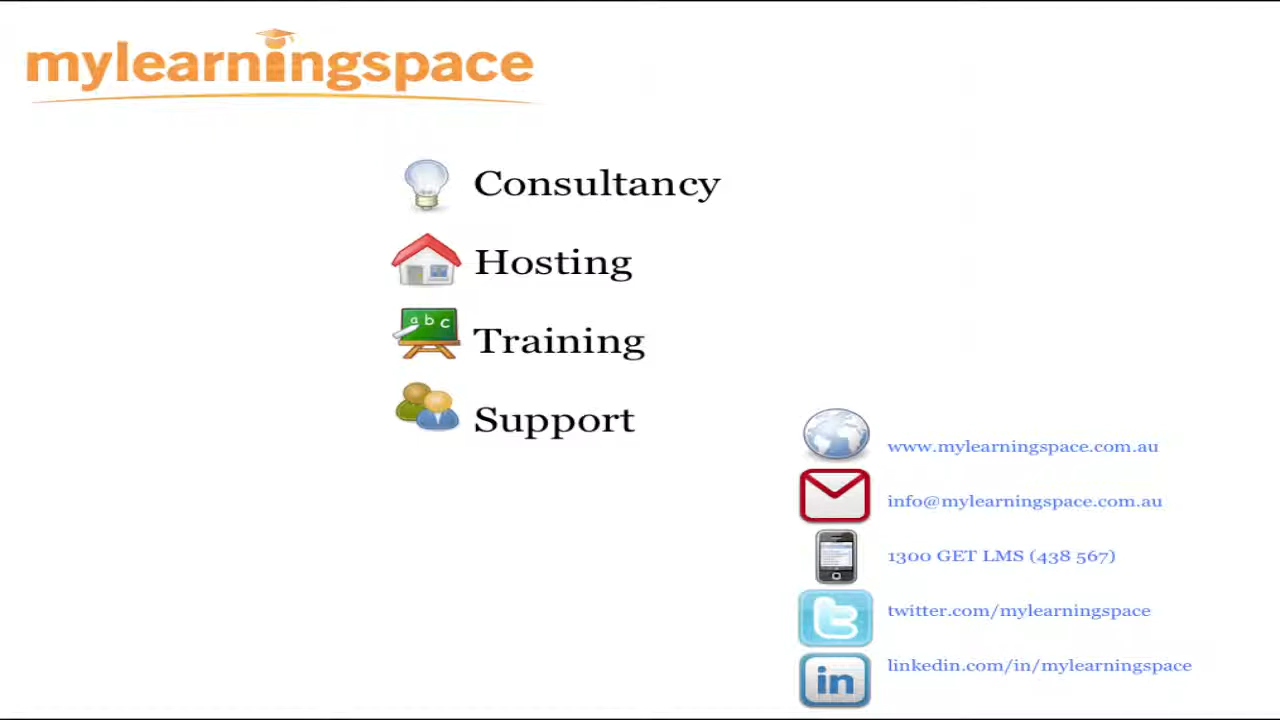 mylearningspace
Consultancy
Hosting
abc
Training
Support
www.mylearningspace.com.au
info@mylearningspace.com.au
1300 GET LMS (438 567)
t
twitter.com/mylearningspace
in
linkedin.com/in/mylearningspace